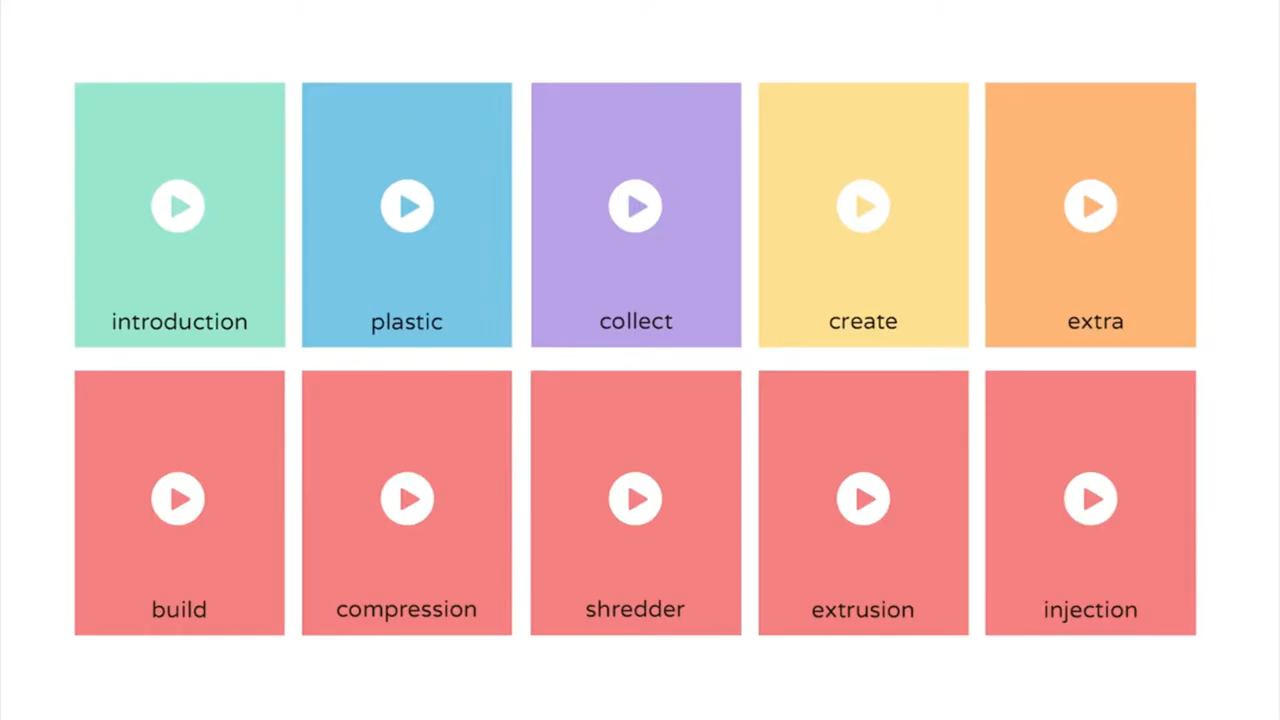 introduction
plastic
collect
create
extra
build
compression
shredder
extrusion
injection